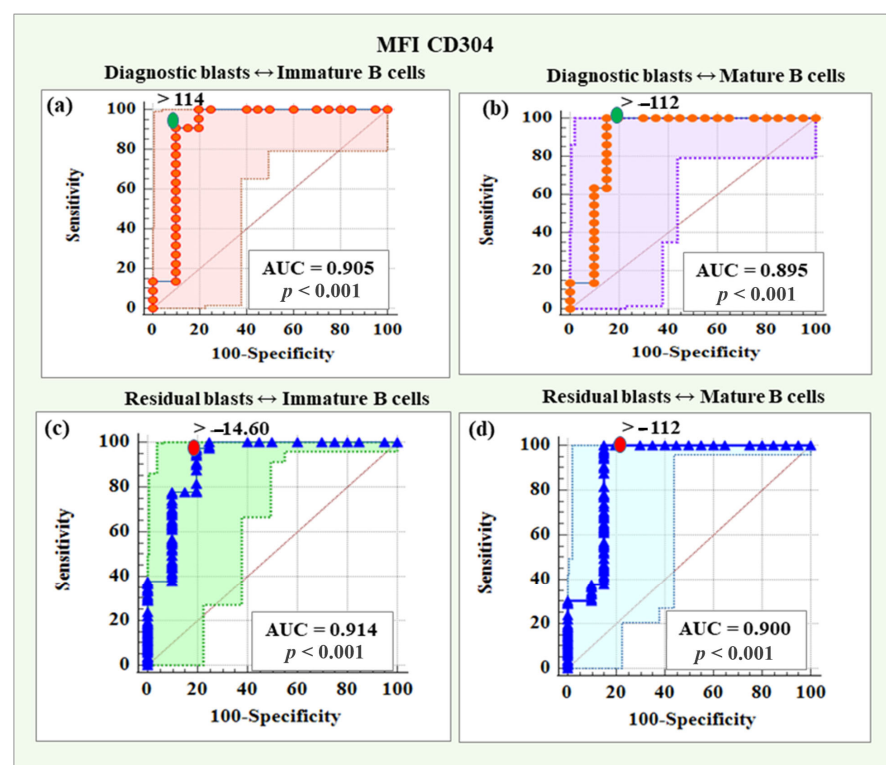 MFI CD304
Diagnostic blasts ↔ Immature B cells
(a)
> 114
100
80
60
40
20
0
Sensitivity
AUC = 0.905
p < 0.001
0 20 40 60 80 100
100-Specificity
Diagnostic blasts ↔ Mature B cells
(b)
> –112
100
80
60
40
20
0
Sensitivity
AUC = 0.895
p < 0.001
0 20 40 60 80 100
100-Specificity
Residual blasts ↔ Immature B cells
(c)
> –14.60
100
80
60
40
20
0
Sensitivity
AUC = 0.914
p < 0.001
0 20 40 60 80 100
100-Specificity
Residual blasts ↔ Mature B cells
(d)
> –112
100
80
60
40
20
0
Sensitivity
AUC = 0.900
p < 0.001
0 20 40 60 80 100
100-Specificity